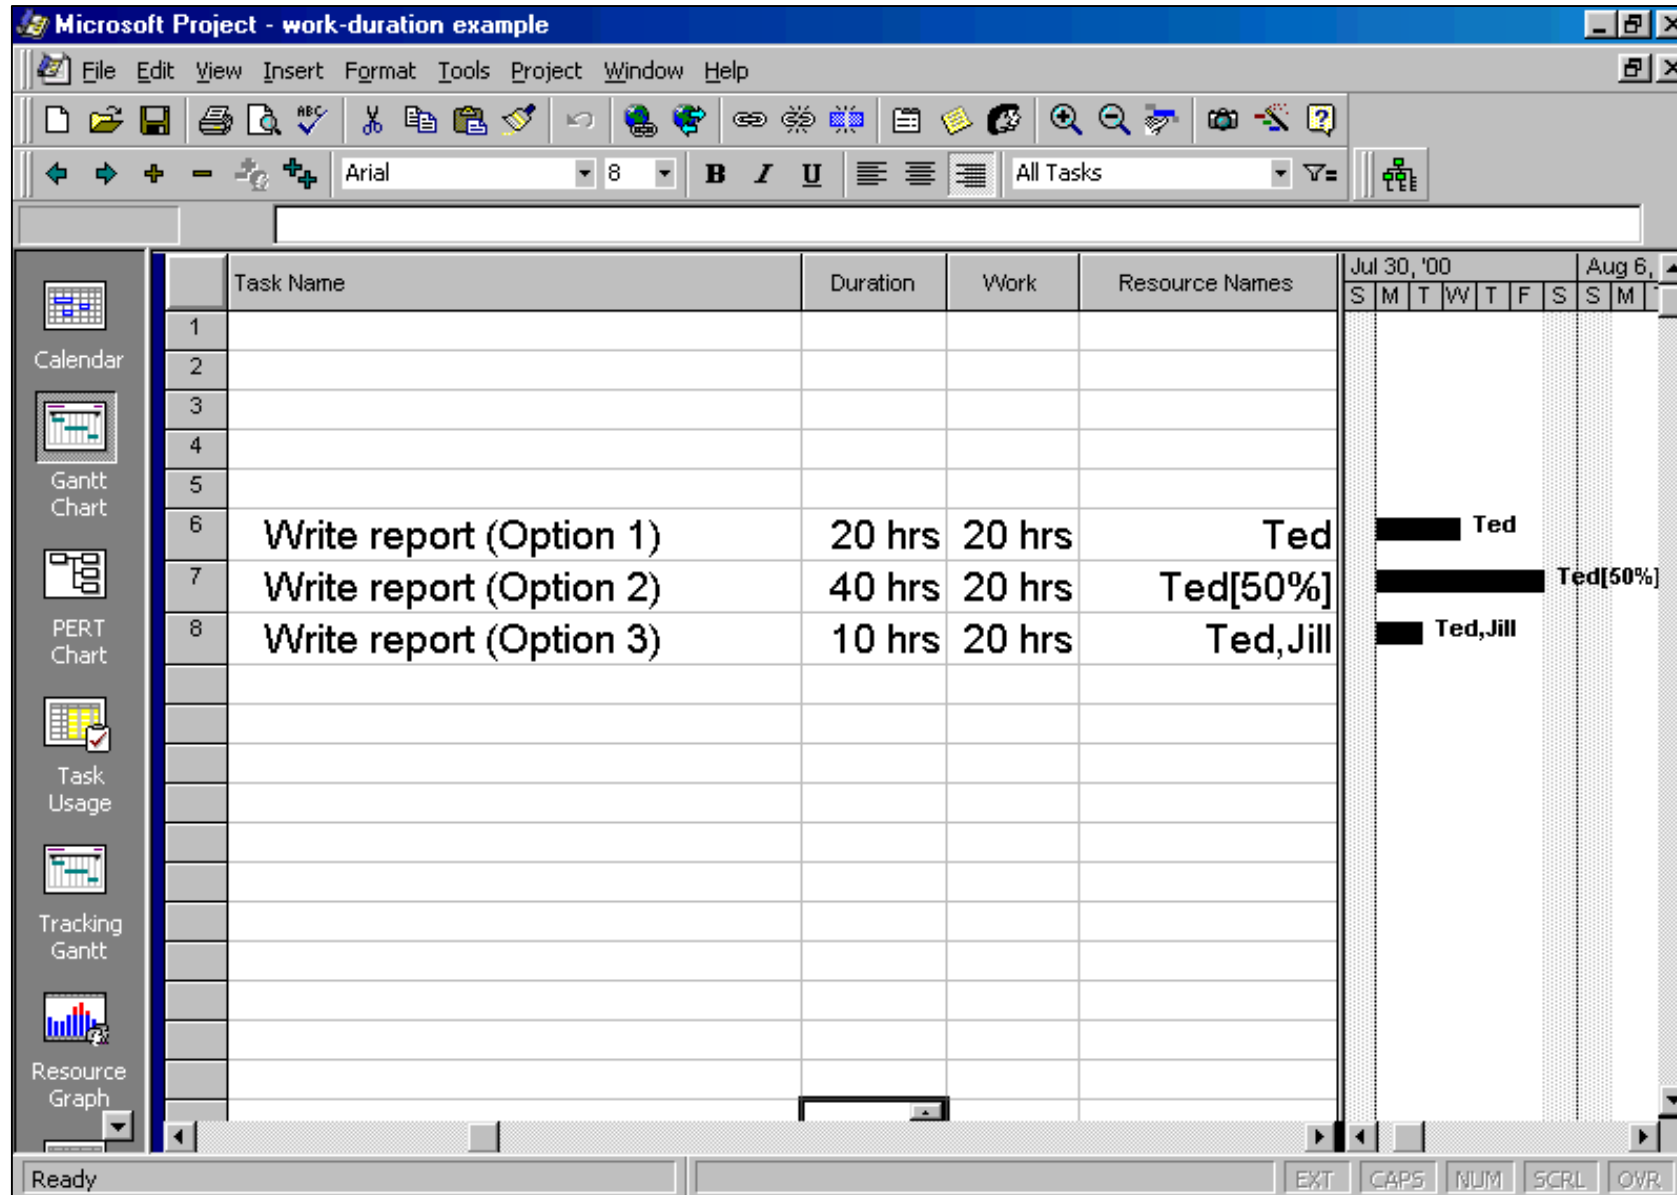 Microsoft Project - work-duration example
File Edit View Insert Format Tools Project Window Help
ABC
Arial 8 B I U All Tasks
Task Name Duration Work Resource Names Jul 30, '00 Aug 6,
S M T W T F S S M
1
Calendar
2
3
4
Gantt
Chart
5
6 Write report (Option 1) 20 hrs 20 hrs Ted Ted
7 Write report (Option 2) 40 hrs 20 hrs Ted[50%] Ted[50%]
8 Write report (Option 3) 10 hrs 20 hrs Ted,Jill Ted,Jill
PERT
Chart
Task
Usage
Tracking
Gantt
Resource
Graph
Ready EXT CAPS NUM SCRL OVR